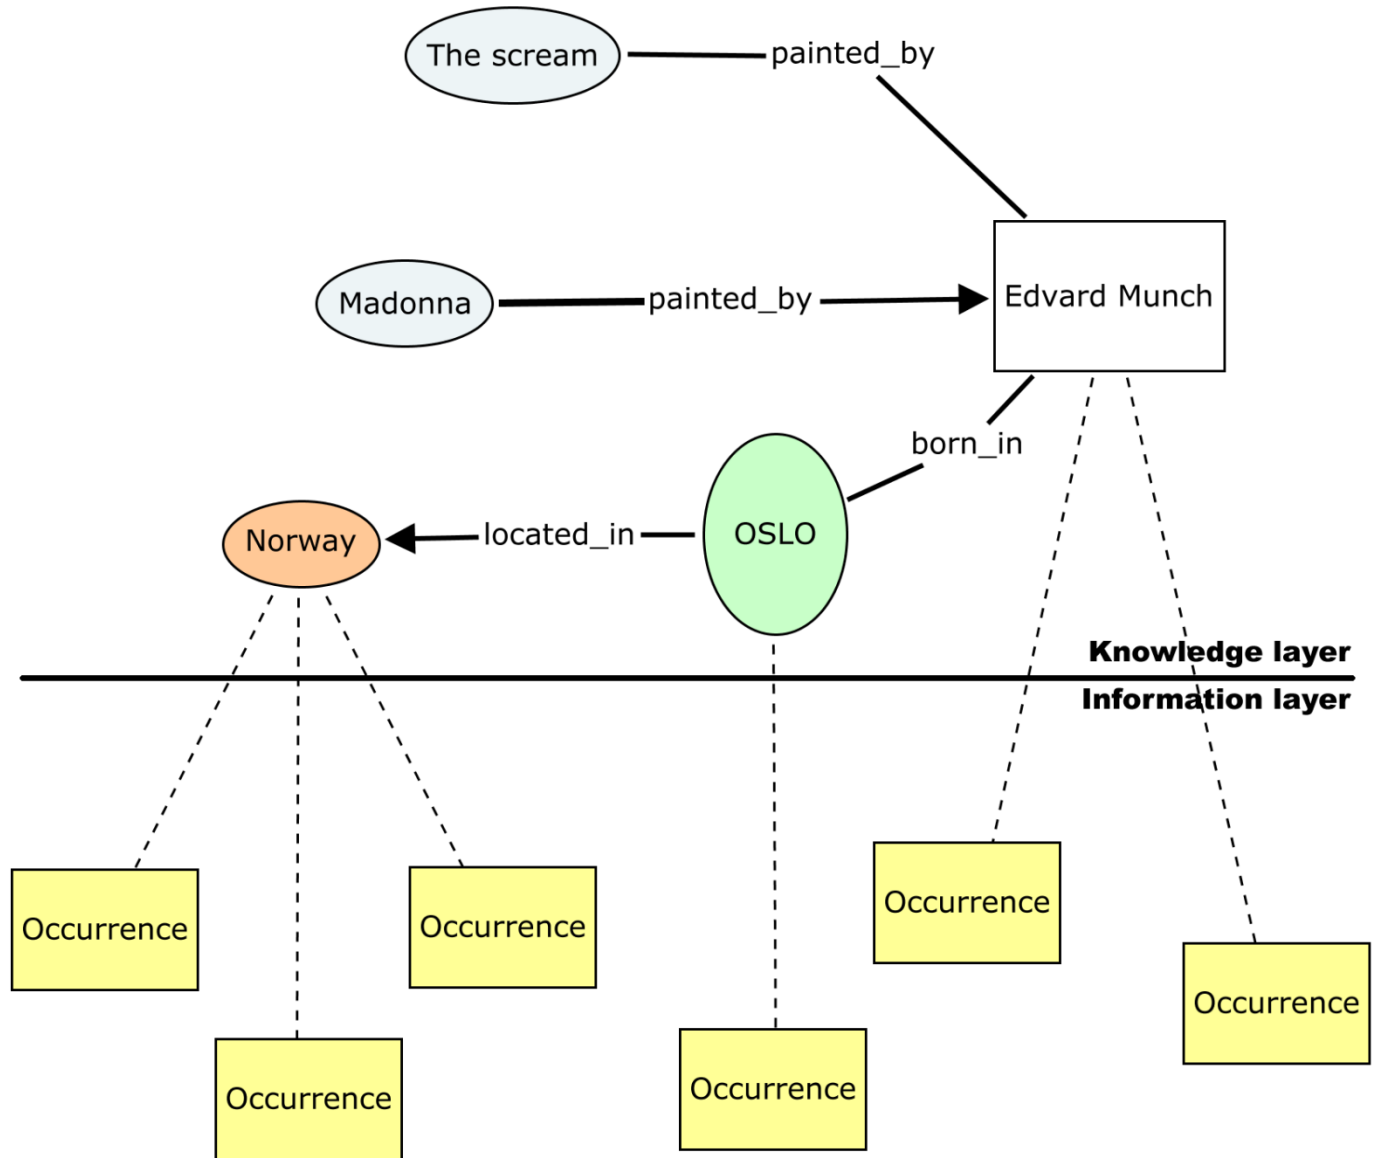 The scream
painted_by
Madonna
painted_by
Edvard Munch
born_in
Norway
located_in
OSLO
Knowledge layer
Information layer
Occurrence
Occurrence
Occurrence
Occurrence
Occurrence
Occurrence